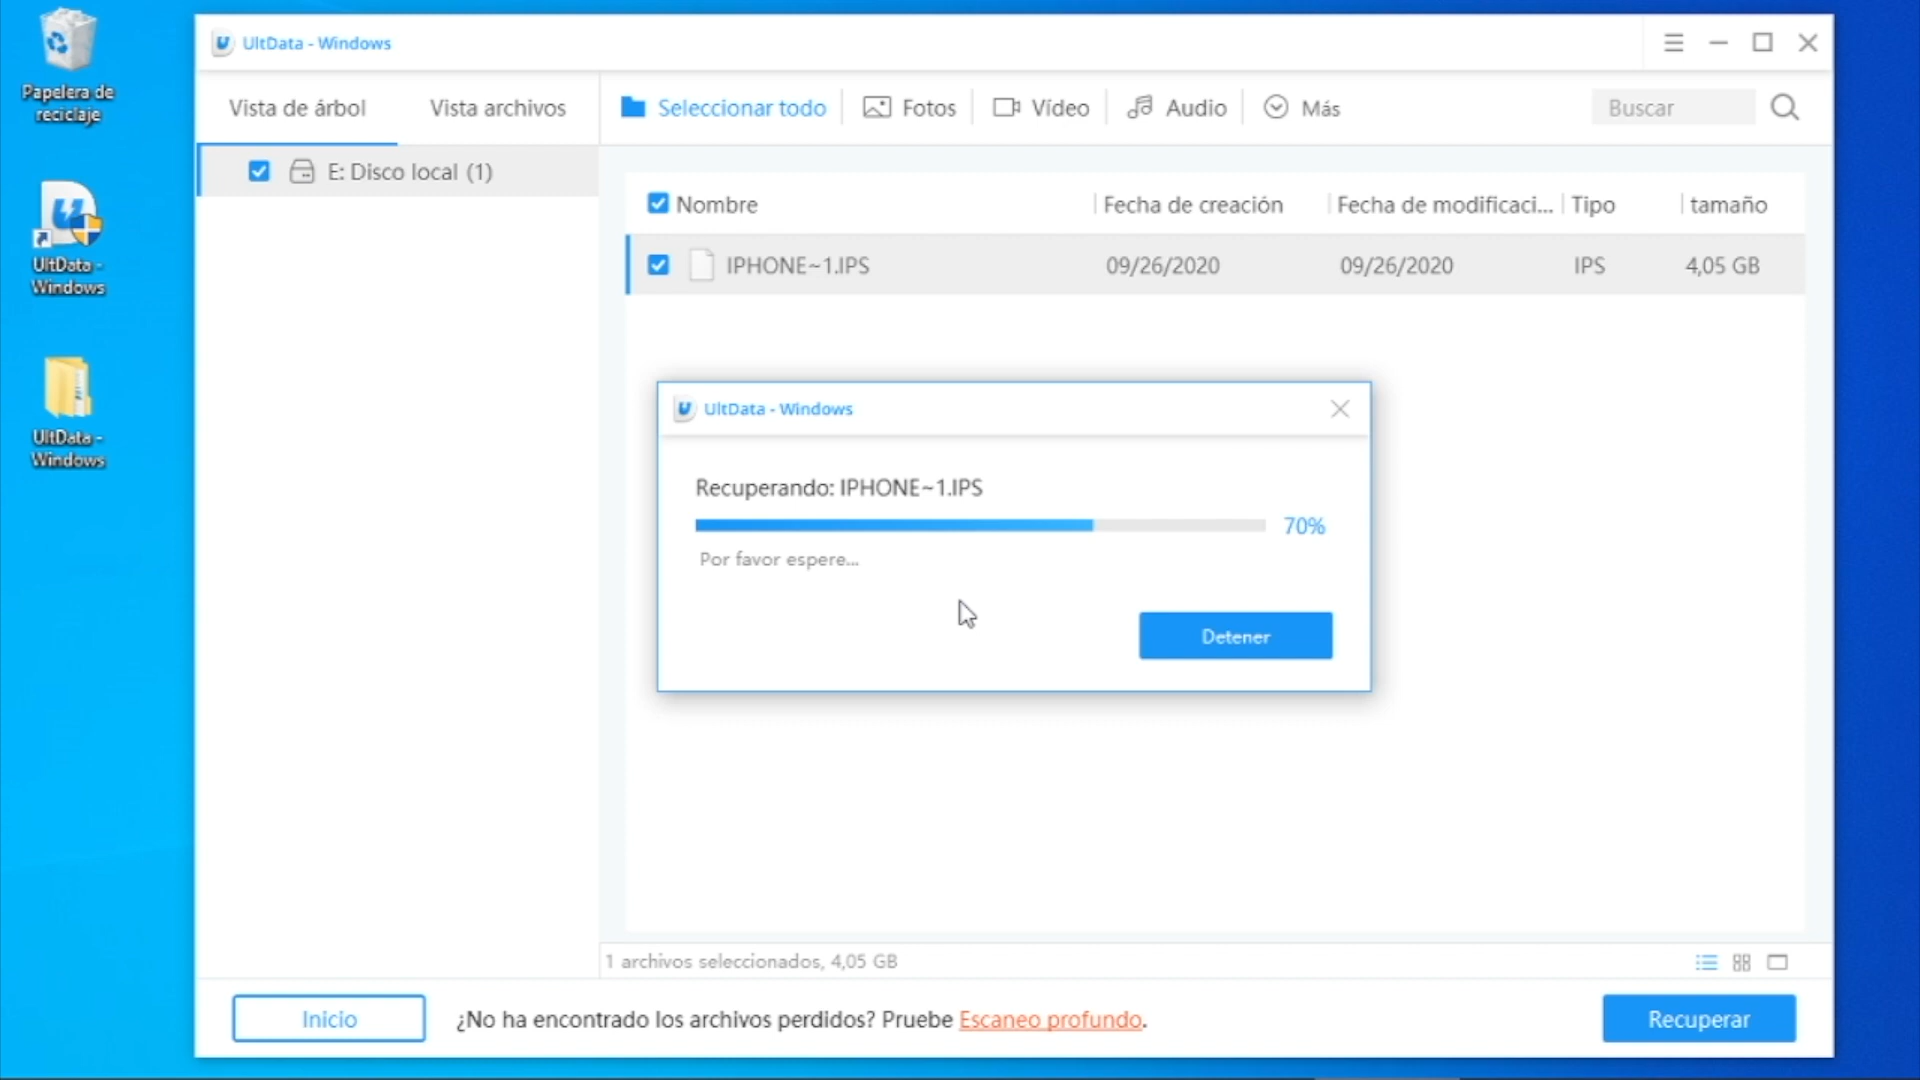 Papelera de
reciclaje
UltData -
Windows
UltData -
Windows
UltData - Windows
Vista de árbol
Vista archivos
Seleccionar todo
Fotos
Vídeo
Audio
Más
Buscar
E: Disco local (1)
Nombre
Fecha de creación
Fecha de modificaci...
Tipo
tamaño
IPHONE~1.IPS
09/26/2020
09/26/2020
IPS
4,05 GB
UltData - Windows
Recuperando: IPHONE~1.IPS
70%
Por favor espere...
Detener
1 archivos seleccionados, 4,05 GB
Inicio
¿No ha encontrado los archivos perdidos? Pruebe Escaneo profundo.
Recuperar